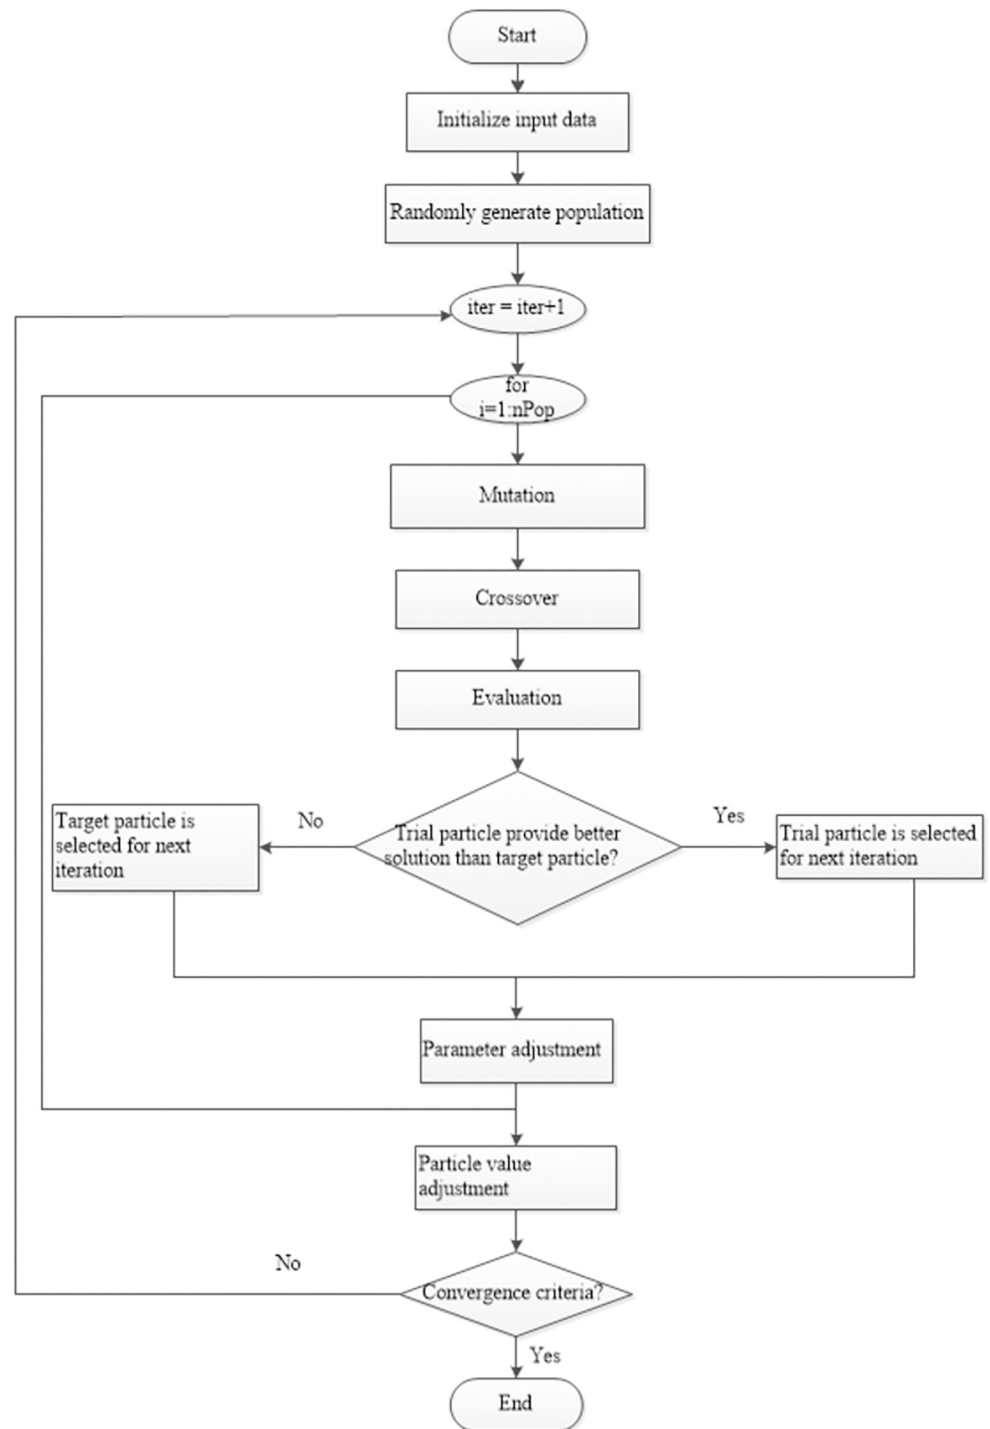 Start
Initialize input data
Randomly generate population
iter = iter+1
for
i=1:nPop
Mutation
Crossover
Evaluation
Trial particle provide better
solution than target particle?
No
Yes
Target particle is
selected for next
iteration
Trial particle is selected
for next iteration
Parameter adjustment
Particle value
adjustment
Convergence criteria?
No
Yes
End